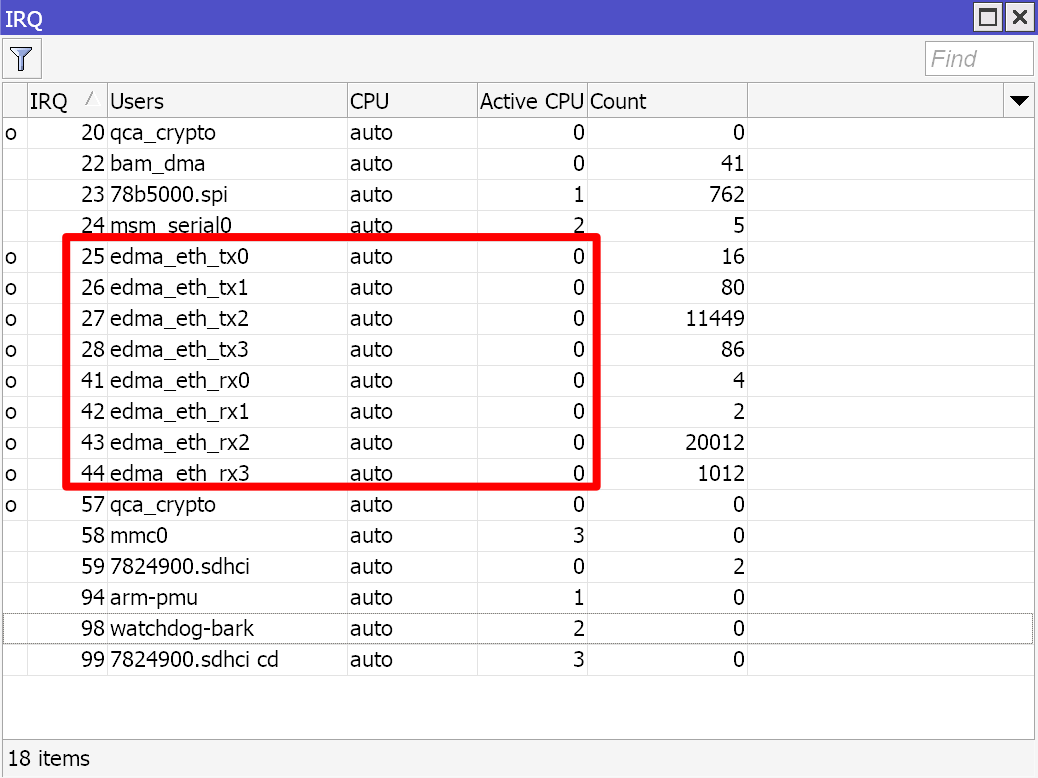 IRQ
Find
IRQ Users CPU Active CPU Count
o 20 qca_crypto auto 0 0
22 bam_dma auto 0 41
23 78b5000.spi auto 1 762
24 msm_serial0 auto 2 5
o 25 edma_eth_tx0 auto 0 16
o 26 edma_eth_tx1 auto 0 80
o 27 edma_eth_tx2 auto 0 11449
o 28 edma_eth_tx3 auto 0 86
o 41 edma_eth_rx0 auto 0 4
o 42 edma_eth_rx1 auto 0 2
o 43 edma_eth_rx2 auto 0 20012
o 44 edma_eth_rx3 auto 0 1012
o 57 qca_crypto auto 0 0
58 mmc0 auto 3 0
59 7824900.sdhci auto 0 2
94 arm-pmu auto 1 0
98 watchdog-bark auto 2 0
99 7824900.sdhci cd auto 3 0
18 items